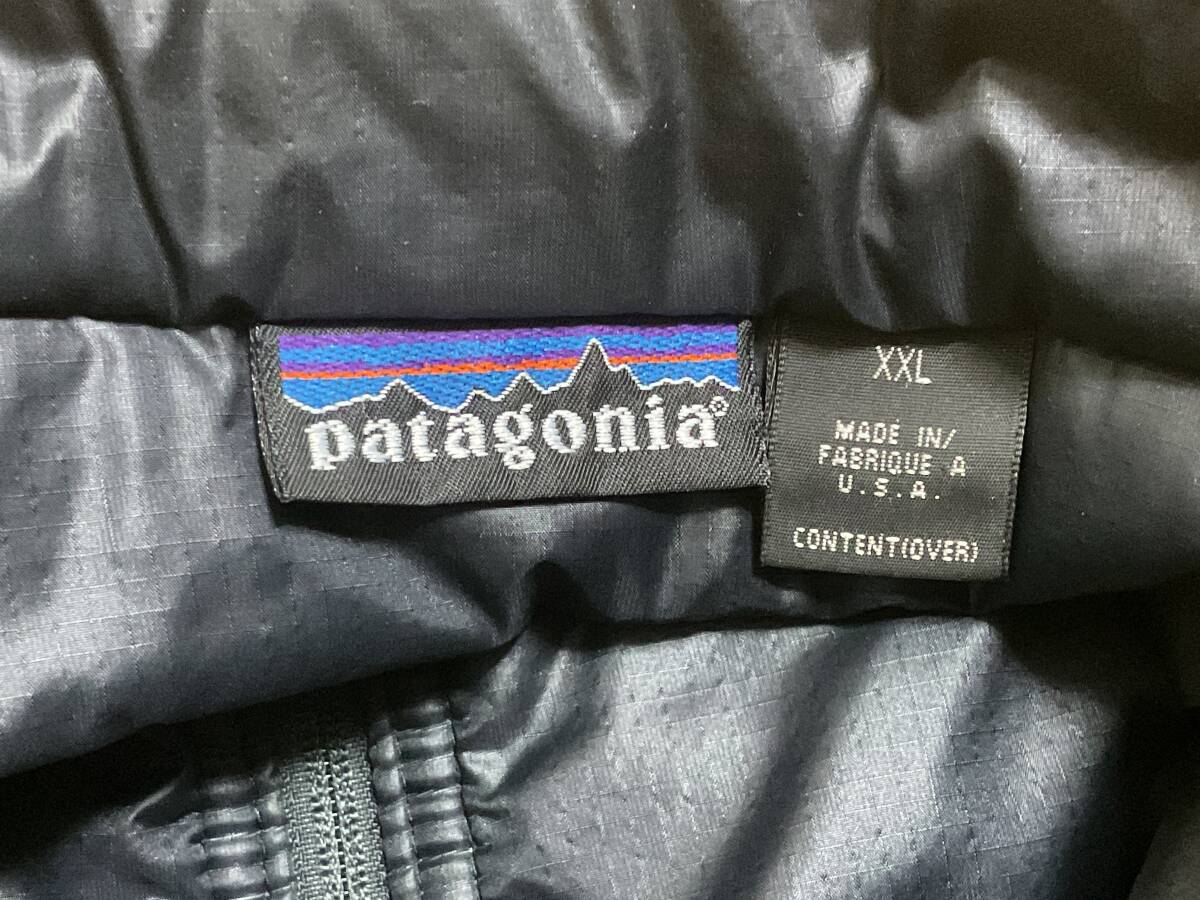 patagonia®
XXL
MADE IN/
FABRIQUE A
U.S.A.
CONTENT(OVER)